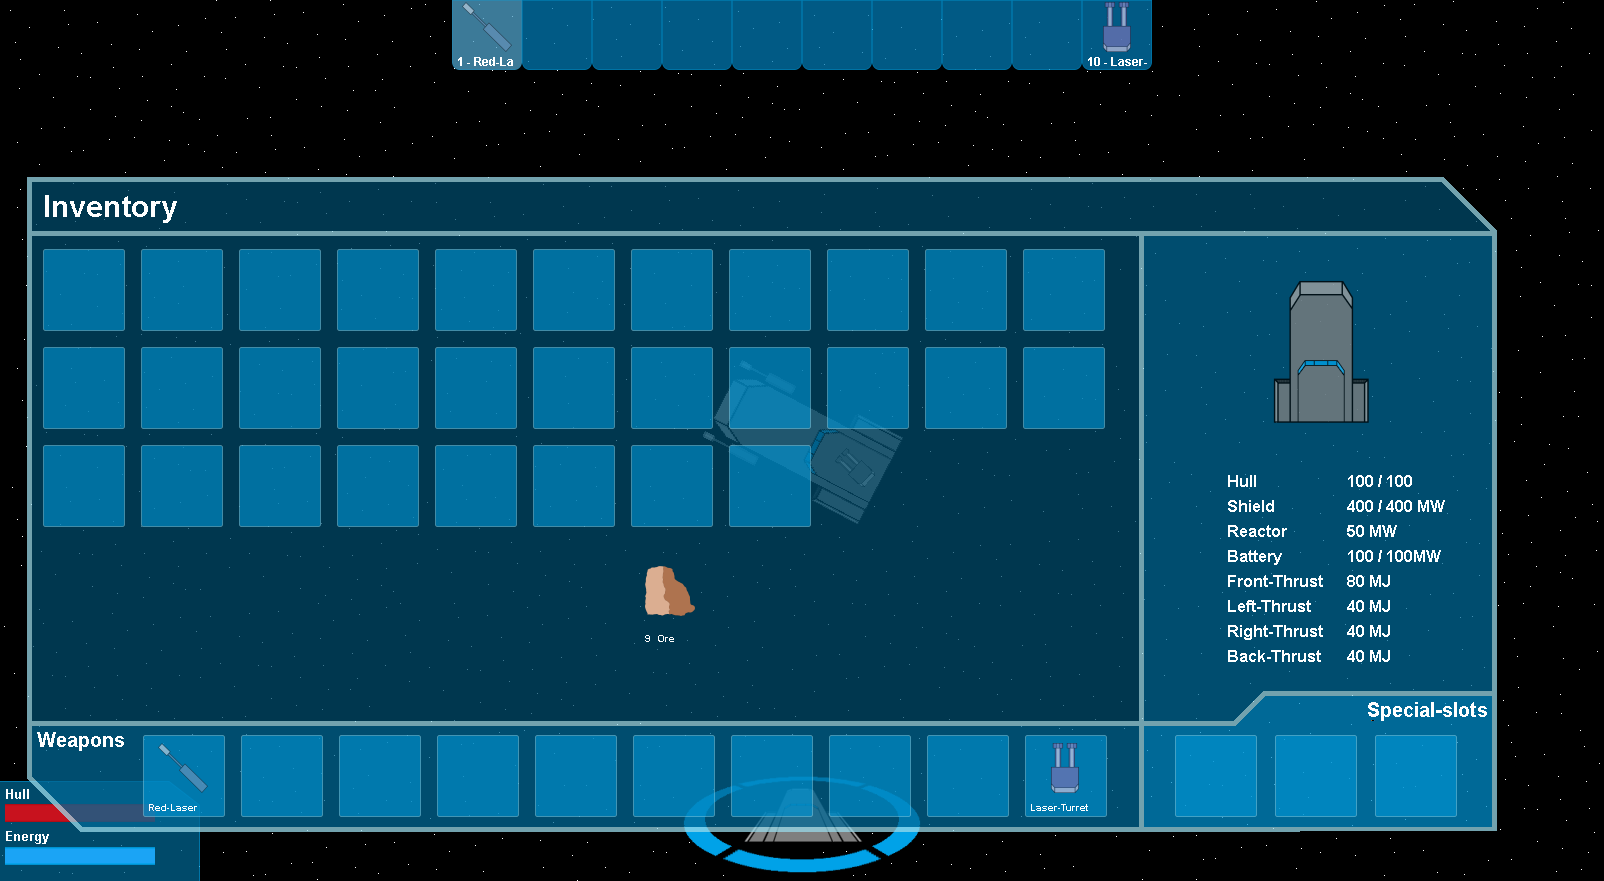 1 - Red-La
10 - Laser-
Inventory
Hull 100 / 100
Shield 400 / 400 MW
Reactor 50 MW
Battery 100 / 100MW
Front-Thrust 80 MJ
Left-Thrust 40 MJ
Right-Thrust 40 MJ
Back-Thrust 40 MJ
9 Ore
Special-slots
Weapons
Red-Laser
Laser-Turret
Hull
Energy